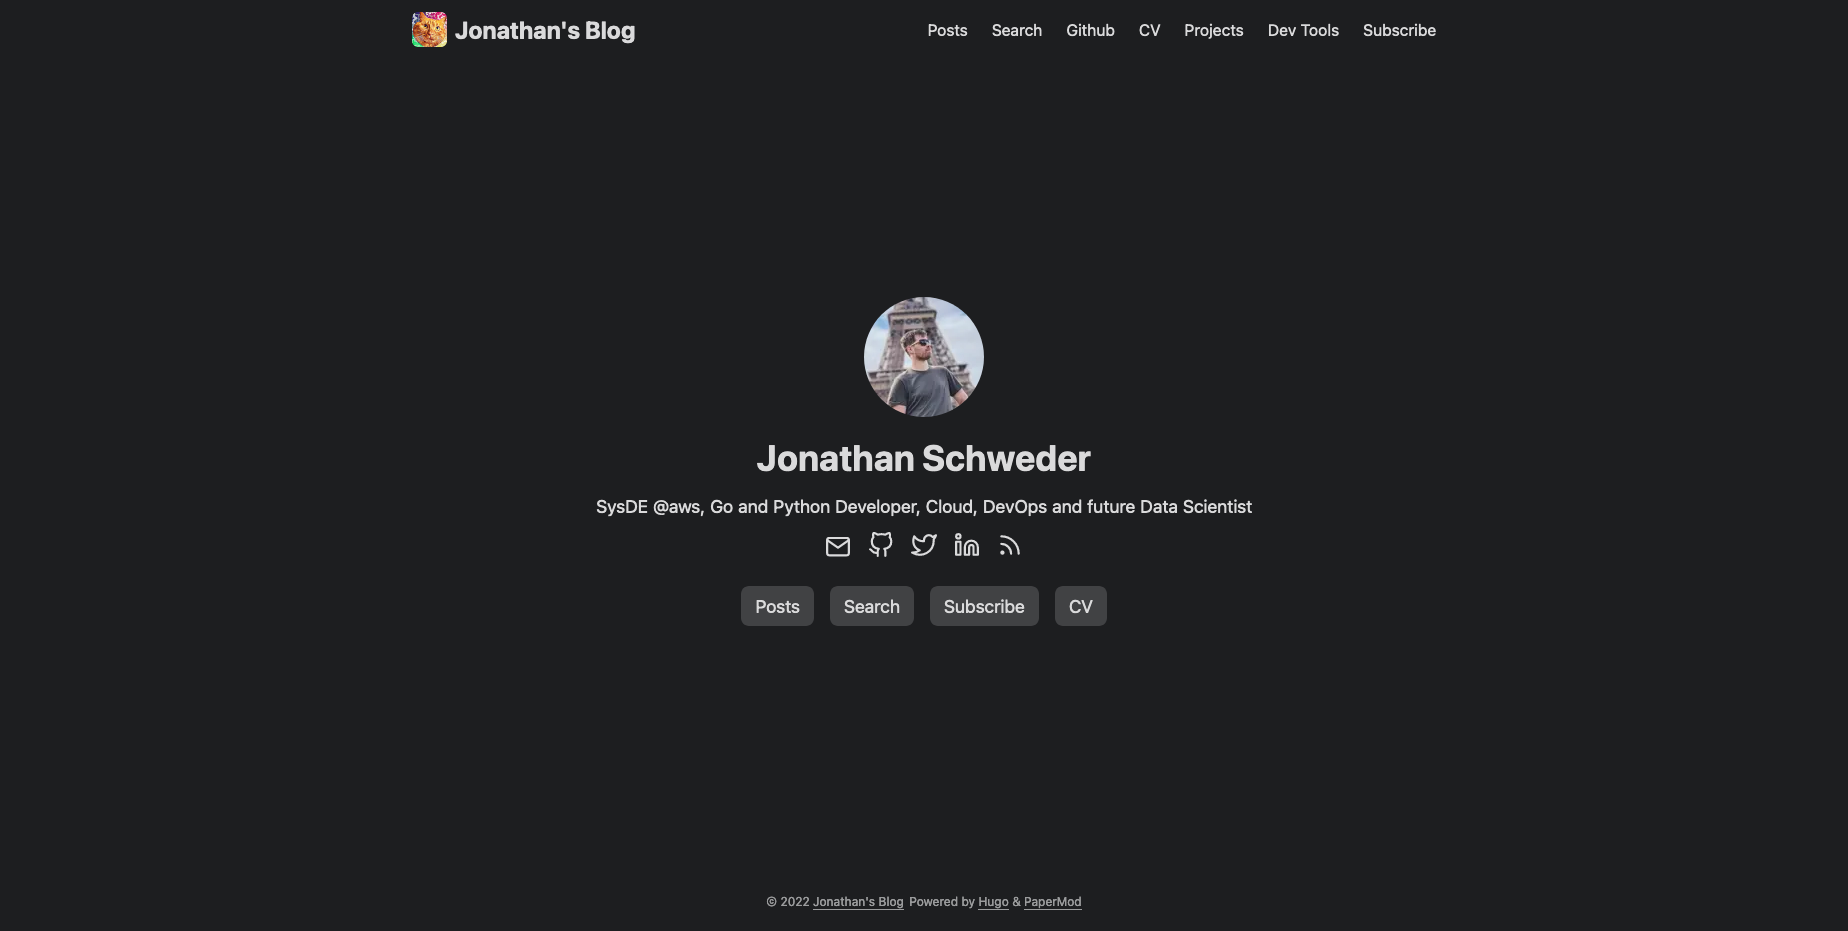 Jonathan's Blog
Posts Search Github CV Projects Dev Tools Subscribe
Jonathan Schweder
SysDE @aws, Go and Python Developer, Cloud, DevOps and future Data Scientist
Posts Search Subscribe CV
© 2022 Jonathan's Blog Powered by Hugo & PaperMod